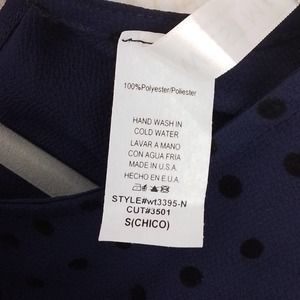 100%Polyester/Poliester
HAND WASH IN
COLD WATER
LAVAR A MANO
CON AGUA FRIA
MADE IN U.S.A.
HECHO EN E.U.A.
STYLE#wt3395-N
CUT#3501
S(CHICO)